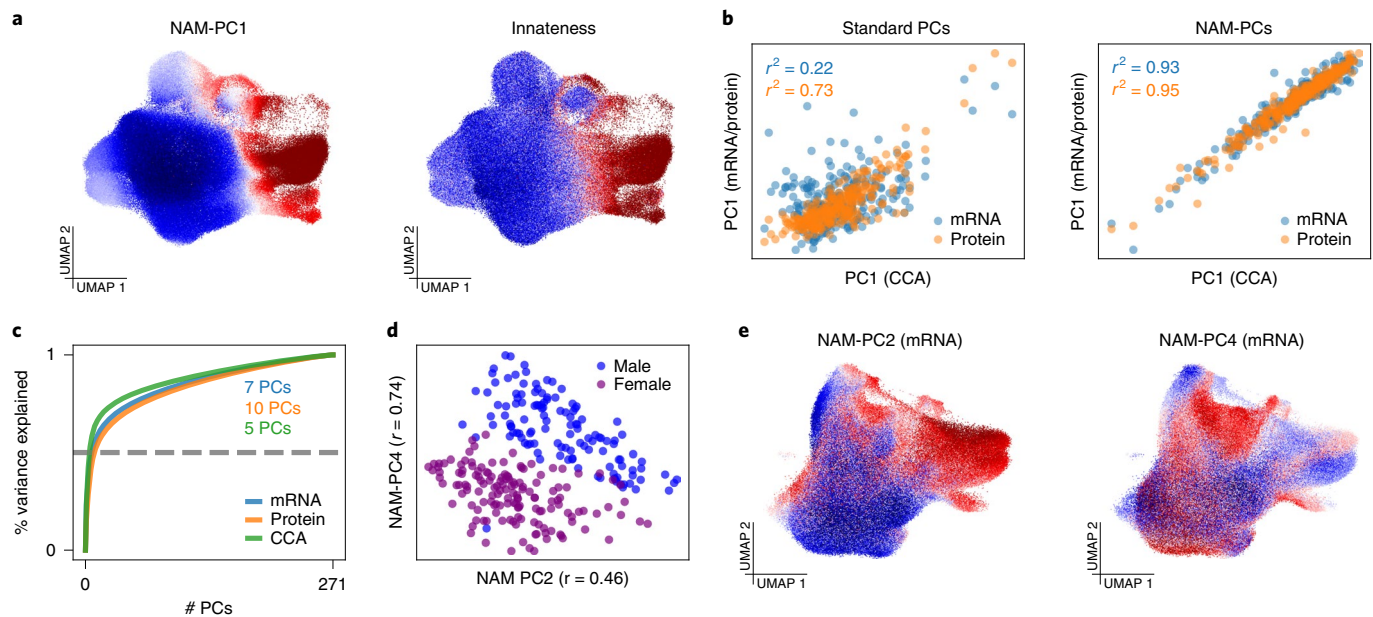 a
NAM-PC1
Innateness
UMAP 2
UMAP 1
UMAP 2
UMAP 1
b
Standard PCs
NAM-PCs
PC1 (mRNA/protein)
r² = 0.22
r² = 0.73
mRNA
Protein
PC1 (CCA)
PC1 (mRNA/protein)
r² = 0.93
r² = 0.95
mRNA
Protein
PC1 (CCA)
c
% variance explained
1
0
7 PCs
10 PCs
5 PCs
mRNA
Protein
CCA
0
271
# PCs
d
NAM-PC4 (r = 0.74)
Male
Female
NAM PC2 (r = 0.46)
e
NAM-PC2 (mRNA)
NAM-PC4 (mRNA)
UMAP 2
UMAP 1
UMAP 2
UMAP 1